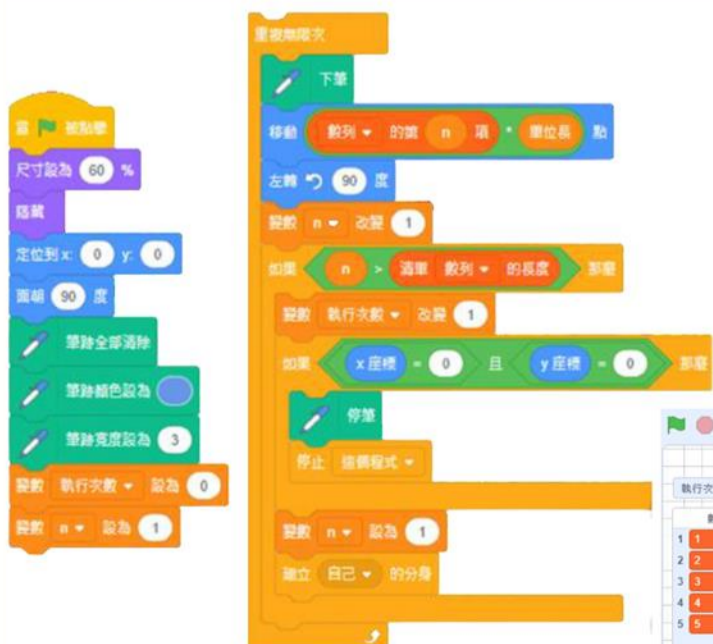 當 被點擊
尺寸設為 60 %
隱藏
定位到 x: 0 y: 0
面朝 90 度
筆跡全部清除
筆跡顏色設為
筆跡寬度設為 3
變數 執行次數 設為 0
變數 n 設為 1
重複無限次
下筆
移動 數列 的第 n 項 * 單位長 點
左轉 90 度
變數 n 改變 1
如果 n > 清單 數列 的長度 那麼
變數 執行次數 改變 1
如果 x 座標 = 0 且 y 座標 = 0 那麼
停筆
停止 這個程式
變數 n 設為 1
建立 自己 的分身
執行次
1 1
2 2
3 3
4 4
5 5